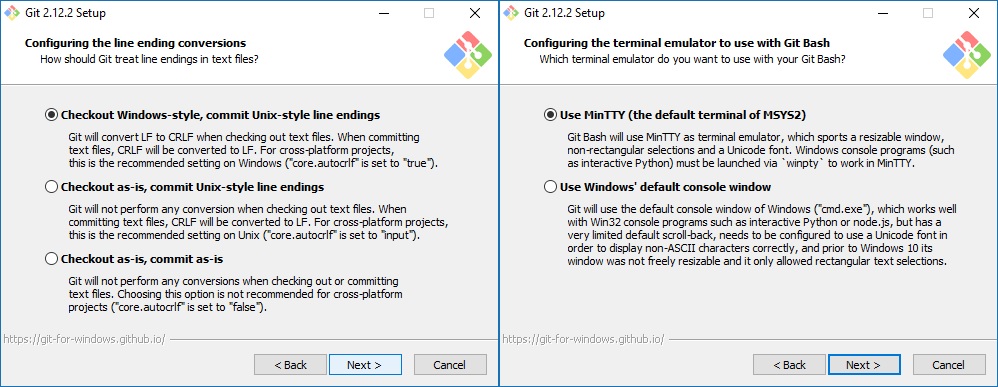 Git 2.12.2 Setup
Configuring the line ending conversions
How should Git treat line endings in text files?
Checkout Windows-style, commit Unix-style line endings
Git will convert LF to CRLF when checking out text files. When committing
text files, CRLF will be converted to LF. For cross-platform projects,
this is the recommended setting on Windows ("core.autocrlf" is set to "true").
Checkout as-is, commit Unix-style line endings
Git will not perform any conversion when checking out text files. When
committing text files, CRLF will be converted to LF. For cross-platform projects,
this is the recommended setting on Unix ("core.autocrlf" is set to "input").
Checkout as-is, commit as-is
Git will not perform any conversions when checking out or committing
text files. Choosing this option is not recommended for cross-platform
projects ("core.autocrlf" is set to "false").
https://git-for-windows.github.io/
< Back
Next >
Cancel
Git 2.12.2 Setup
Configuring the terminal emulator to use with Git Bash
Which terminal emulator do you want to use with your Git Bash?
Use MinTTY (the default terminal of MSYS2)
Git Bash will use MinTTY as terminal emulator, which sports a resizable window,
non-rectangular selections and a Unicode font. Windows console programs (such
as interactive Python) must be launched via `winpty` to work in MinTTY.
Use Windows' default console window
Git will use the default console window of Windows ("cmd.exe"), which works well
with Win32 console programs such as interactive Python or node.js, but has a
very limited default scroll-back, needs to be configured to use a Unicode font in
order to display non-ASCII characters correctly, and prior to Windows 10 its
window was not freely resizable and it only allowed rectangular text selections.
https://git-for-windows.github.io/
< Back
Next >
Cancel